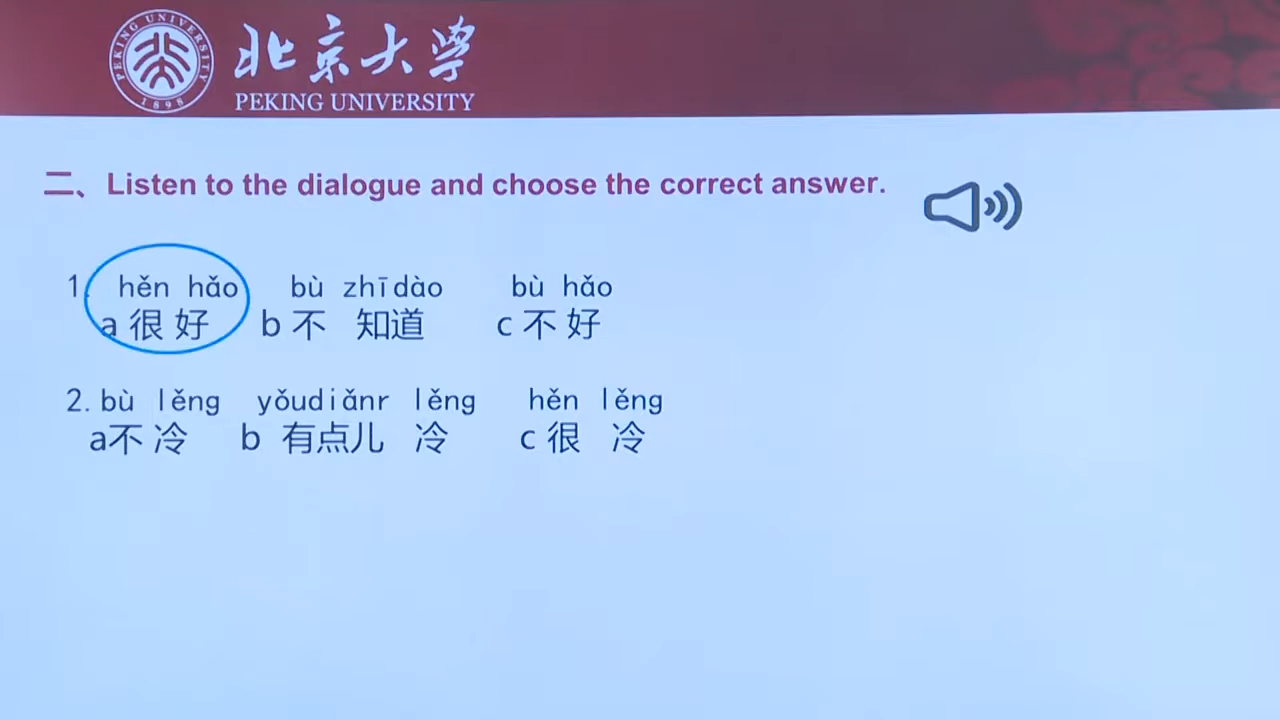 PEKING UNIVERSITY
1898
北京大学
PEKING UNIVERSITY
二、Listen to the dialogue and choose the correct answer.
1. hěn hǎo bù zhīdào bù hǎo
a 很 好 b 不 知道 c 不 好
2. bù lěng yǒudiǎnr lěng hěn lěng
a不 冷 b 有点儿 冷 c 很 冷